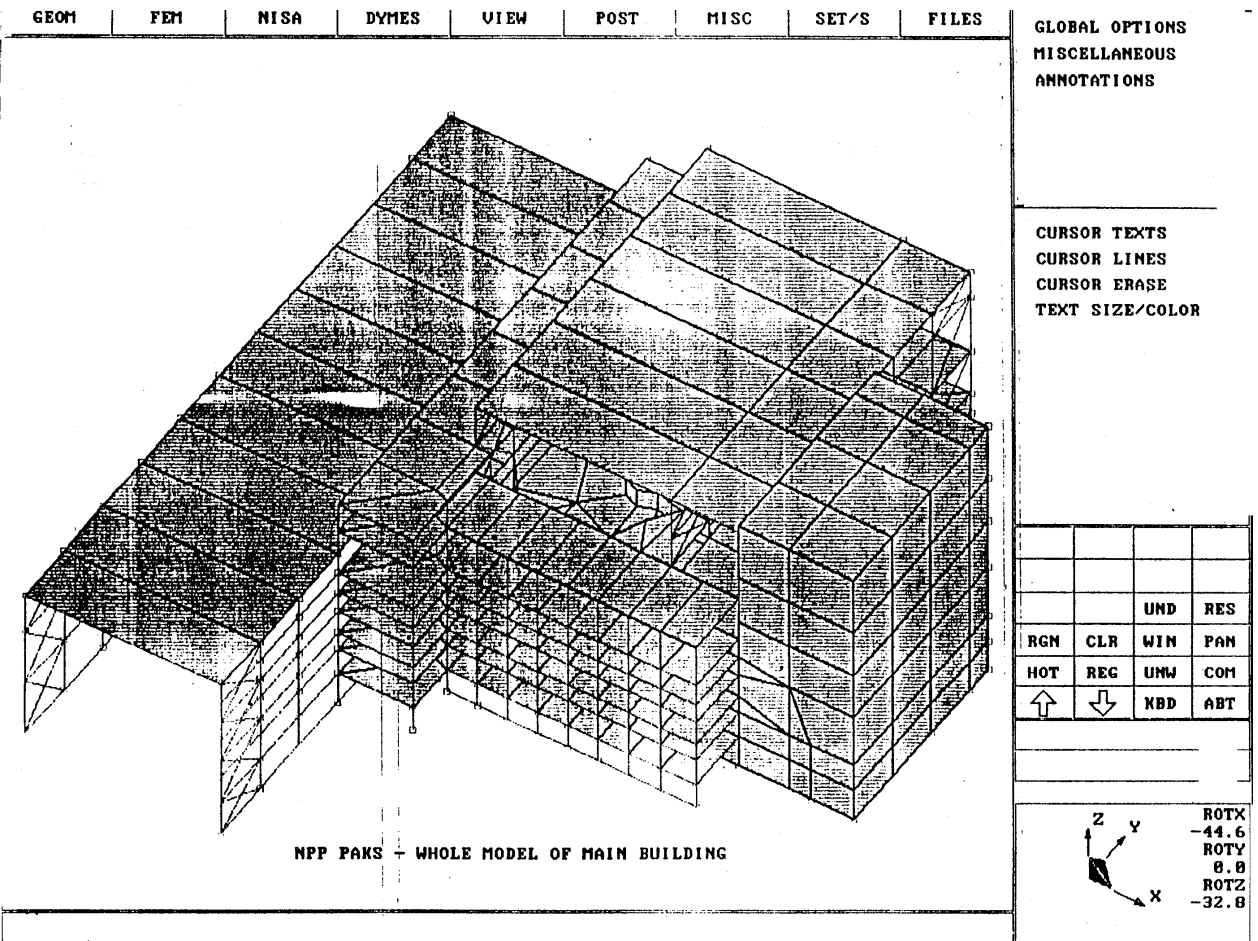 GEOM FEM NISA DYMES VIEW POST MISC SET/S FILES
GLOBAL OPTIONS
MISCELLANEOUS
ANNOTATIONS
CURSOR TEXTS
CURSOR LINES
CURSOR ERASE
TEXT SIZE/COLOR
UND RES
RGN CLR WIN PAN
HOT REG UNW COM
KBD ABT
NPP PAKS - WHOLE MODEL OF MAIN BUILDING
Z
Y
X
ROTX
-44.6
ROTY
0.0
ROTZ
-32.8